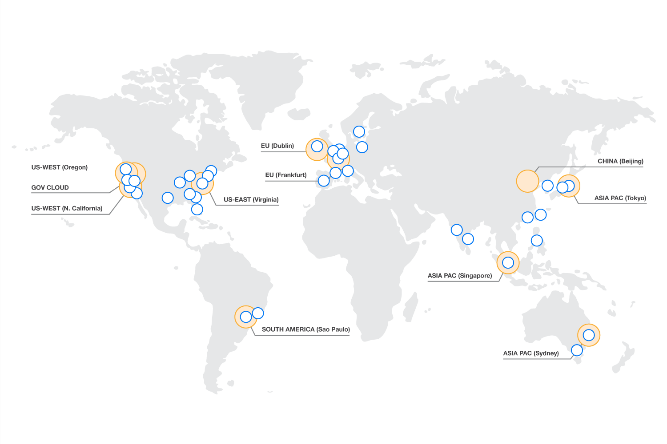 EU (Dublin)
CHINA (Beijing)
US-WEST (Oregon)
EU (Frankfurt)
GOV CLOUD
US-EAST (Virginia)
ASIA PAC (Tokyo)
US-WEST (N. California)
ASIA PAC (Singapore)
SOUTH AMERICA (Sao Paulo)
ASIA PAC (Sydney)